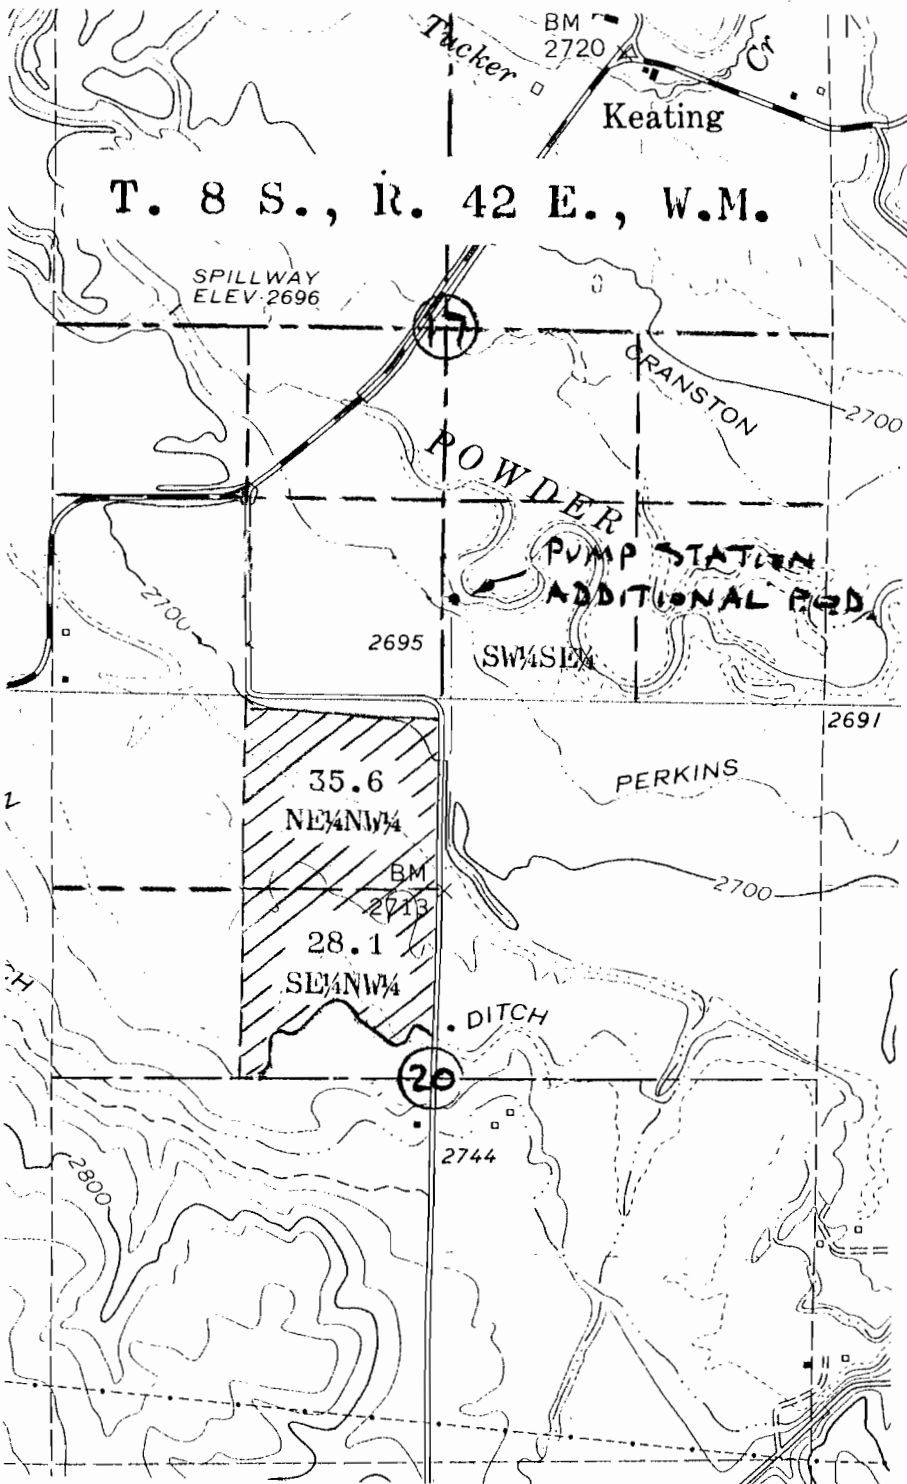 BM
2720
Tucker
Cr
Keating
T. 8 S., R. 42 E., W.M.
SPILLWAY
ELEV 2696
17
CRANSTON
2700
POWDER
PUMP STATION
ADDITIONAL POD
2700
2695
SW¼SE¼
2691
35.6
NE¼NW¼
PERKINS
BM
2713
2700
28.1
SE¼NW¼
DITCH
20
2744
2800